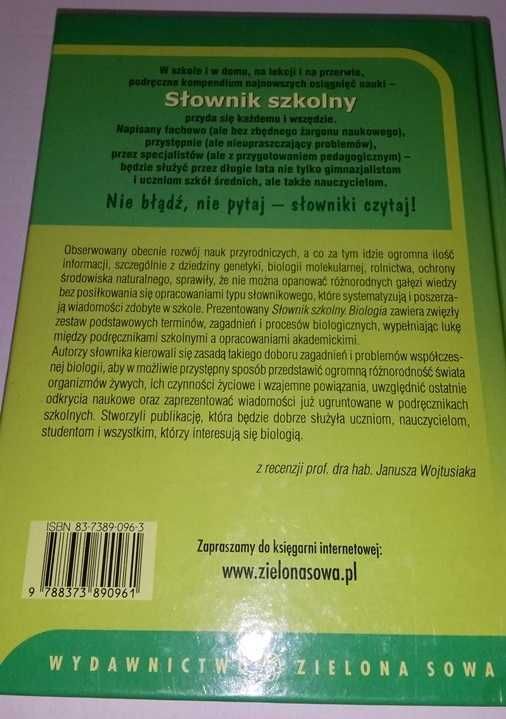 W szkole i w domu, na lekcji i na przerwie,
podręczne kompendium najnowszych osiągnięć nauki –
Słownik szkolny
przyda się każdemu i wszędzie.
Napisany fachowo (ale bez zbędnego żargonu naukowego),
przystępnie (ale nieupraszczający problemów),
przez specjalistów (ale z przygotowaniem pedagogicznym) –
będzie służyć przez długie lata nie tylko gimnazjalistom
i uczniom szkół średnich, ale także nauczycielom.
Nie błądź, nie pytaj – słowniki czytaj!
Obserwowany obecnie rozwój nauk przyrodniczych, a co za tym idzie ogromna ilość
informacji, szczególnie z dziedziny genetyki, biologii molekularnej, rolnictwa, ochrony
środowiska naturalnego, sprawiły, że nie można opanować różnorodnych gałęzi wiedzy
bez posiłkowania się opracowaniami typu słownikowego, które systematyzują i poszerza-
ją wiadomości zdobyte w szkole. Prezentowany Słownik szkolny. Biologia zawiera zwięzły
zestaw podstawowych terminów, zagadnień i procesów biologicznych, wypełniając lukę
między podręcznikami szkolnymi a opracowaniami akademickimi.
Autorzy słownika kierowali się zasadą takiego doboru zagadnień i problemów współczes-
nej biologii, aby w możliwie przystępny sposób przedstawić ogromną różnorodność świata
organizmów żywych, ich czynności życiowe i wzajemne powiązania, uwzględnić ostatnie
odkrycia naukowe oraz zaprezentować wiadomości już ugruntowane w podręcznikach
szkolnych. Stworzyli publikację, która będzie dobrze służyła uczniom, nauczycielom,
studentom i wszystkim, którzy interesują się biologią.
z recenzji prof. dra hab. Janusza Wojtusiaka
ISBN 83-7389-096-3
9 788373 890961
Zapraszamy do księgarni internetowej:
www.zielonasowa.pl
WYDAWNICTWO ZIELONA SOWA